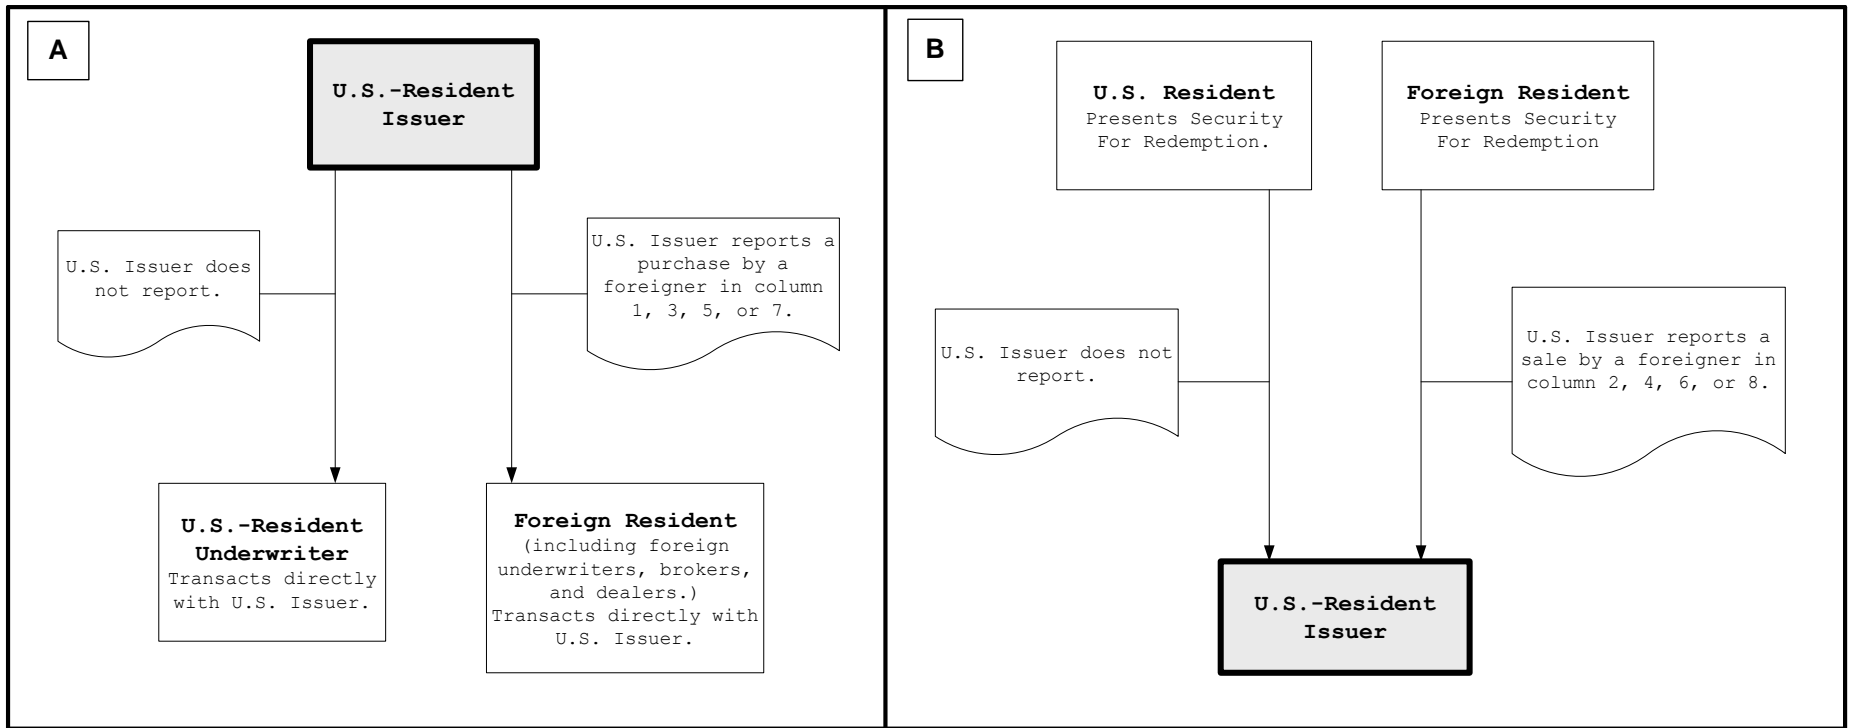 A
U.S.-Resident
Issuer
U.S. Issuer does
not report.
U.S. Issuer reports a
purchase by a
foreigner in column
1, 3, 5, or 7.
U.S.-Resident
Underwriter
Transacts directly
with U.S. Issuer.
Foreign Resident
(including foreign
underwriters, brokers,
and dealers.)
Transacts directly with
U.S. Issuer.
B
U.S. Resident
Presents Security
For Redemption.
Foreign Resident
Presents Security
For Redemption
U.S. Issuer does not
report.
U.S. Issuer reports a
sale by a foreigner in
column 2, 4, 6, or 8.
U.S.-Resident
Issuer